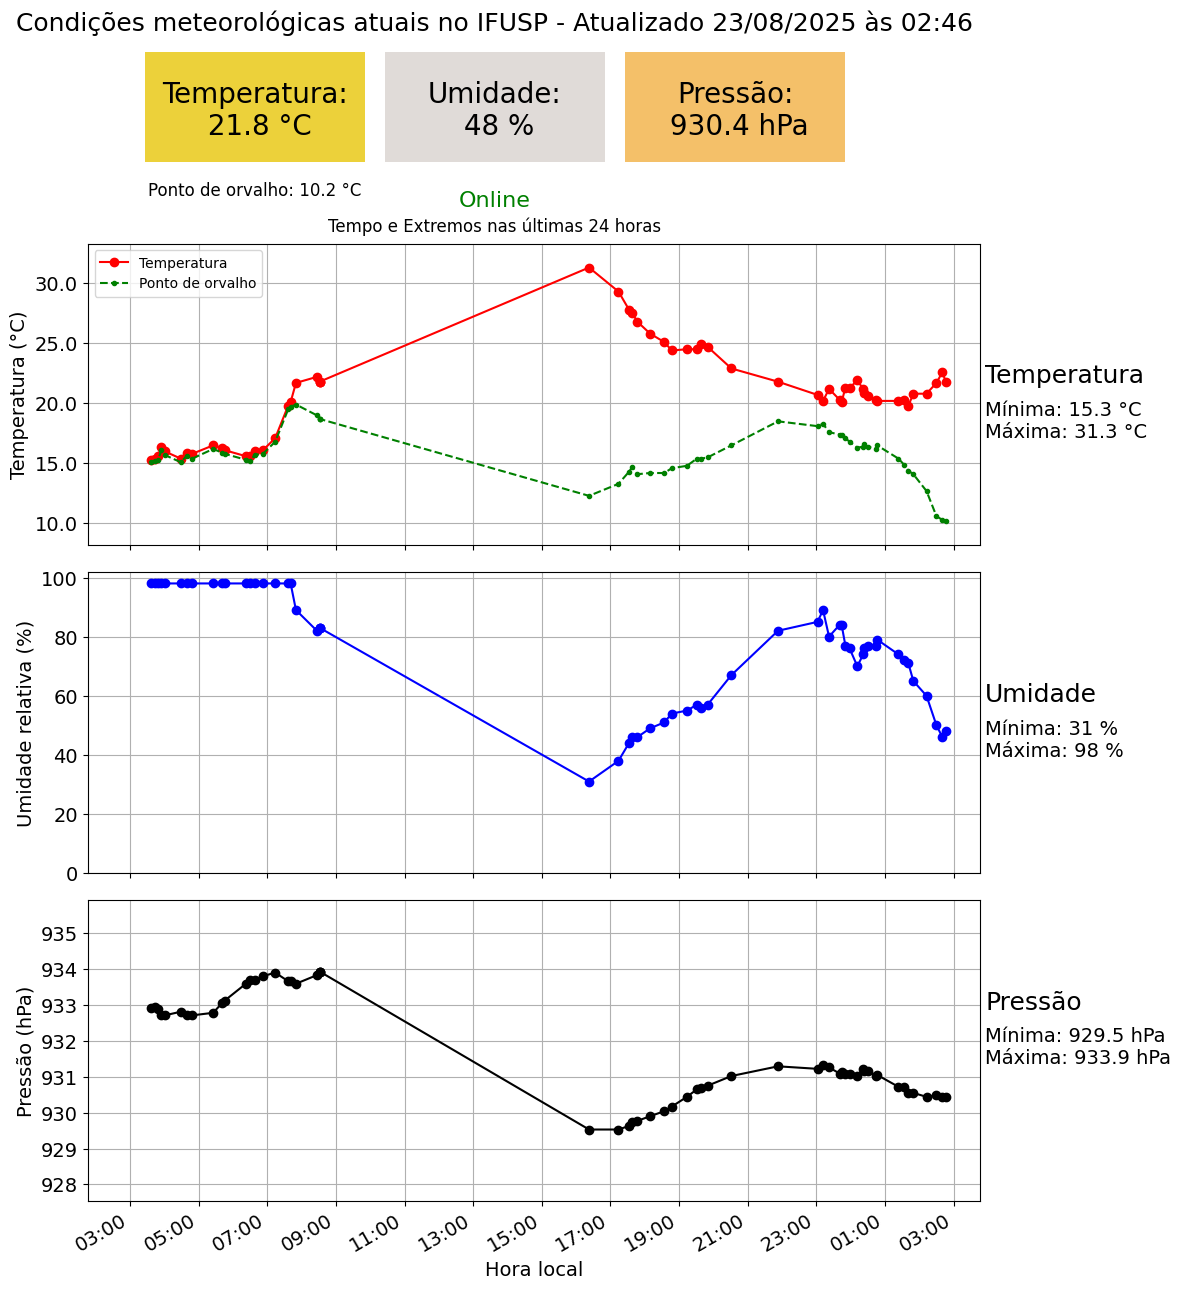 Condições meteorológicas atuais no IFUSP - Atualizado 23/08/2025 às 02:46
Temperatura:
21.8 °C
Umidade:
48 %
Pressão:
930.4 hPa
Ponto de orvalho: 10.2 °C
Online
Tempo e Extremos nas últimas 24 horas
Temperatura
Ponto de orvalho
30.0
25.0
20.0
15.0
10.0
Temperatura (°C)
Temperatura
Mínima: 15.3 °C
Máxima: 31.3 °C
100
80
60
40
20
0
Umidade relativa (%)
Umidade
Mínima: 31 %
Máxima: 98 %
935
934
933
932
931
930
929
928
Pressão (hPa)
Pressão
Mínima: 929.5 hPa
Máxima: 933.9 hPa
03:00 05:00 07:00 09:00 11:00 13:00 15:00 17:00 19:00 21:00 23:00 01:00 03:00
Hora local